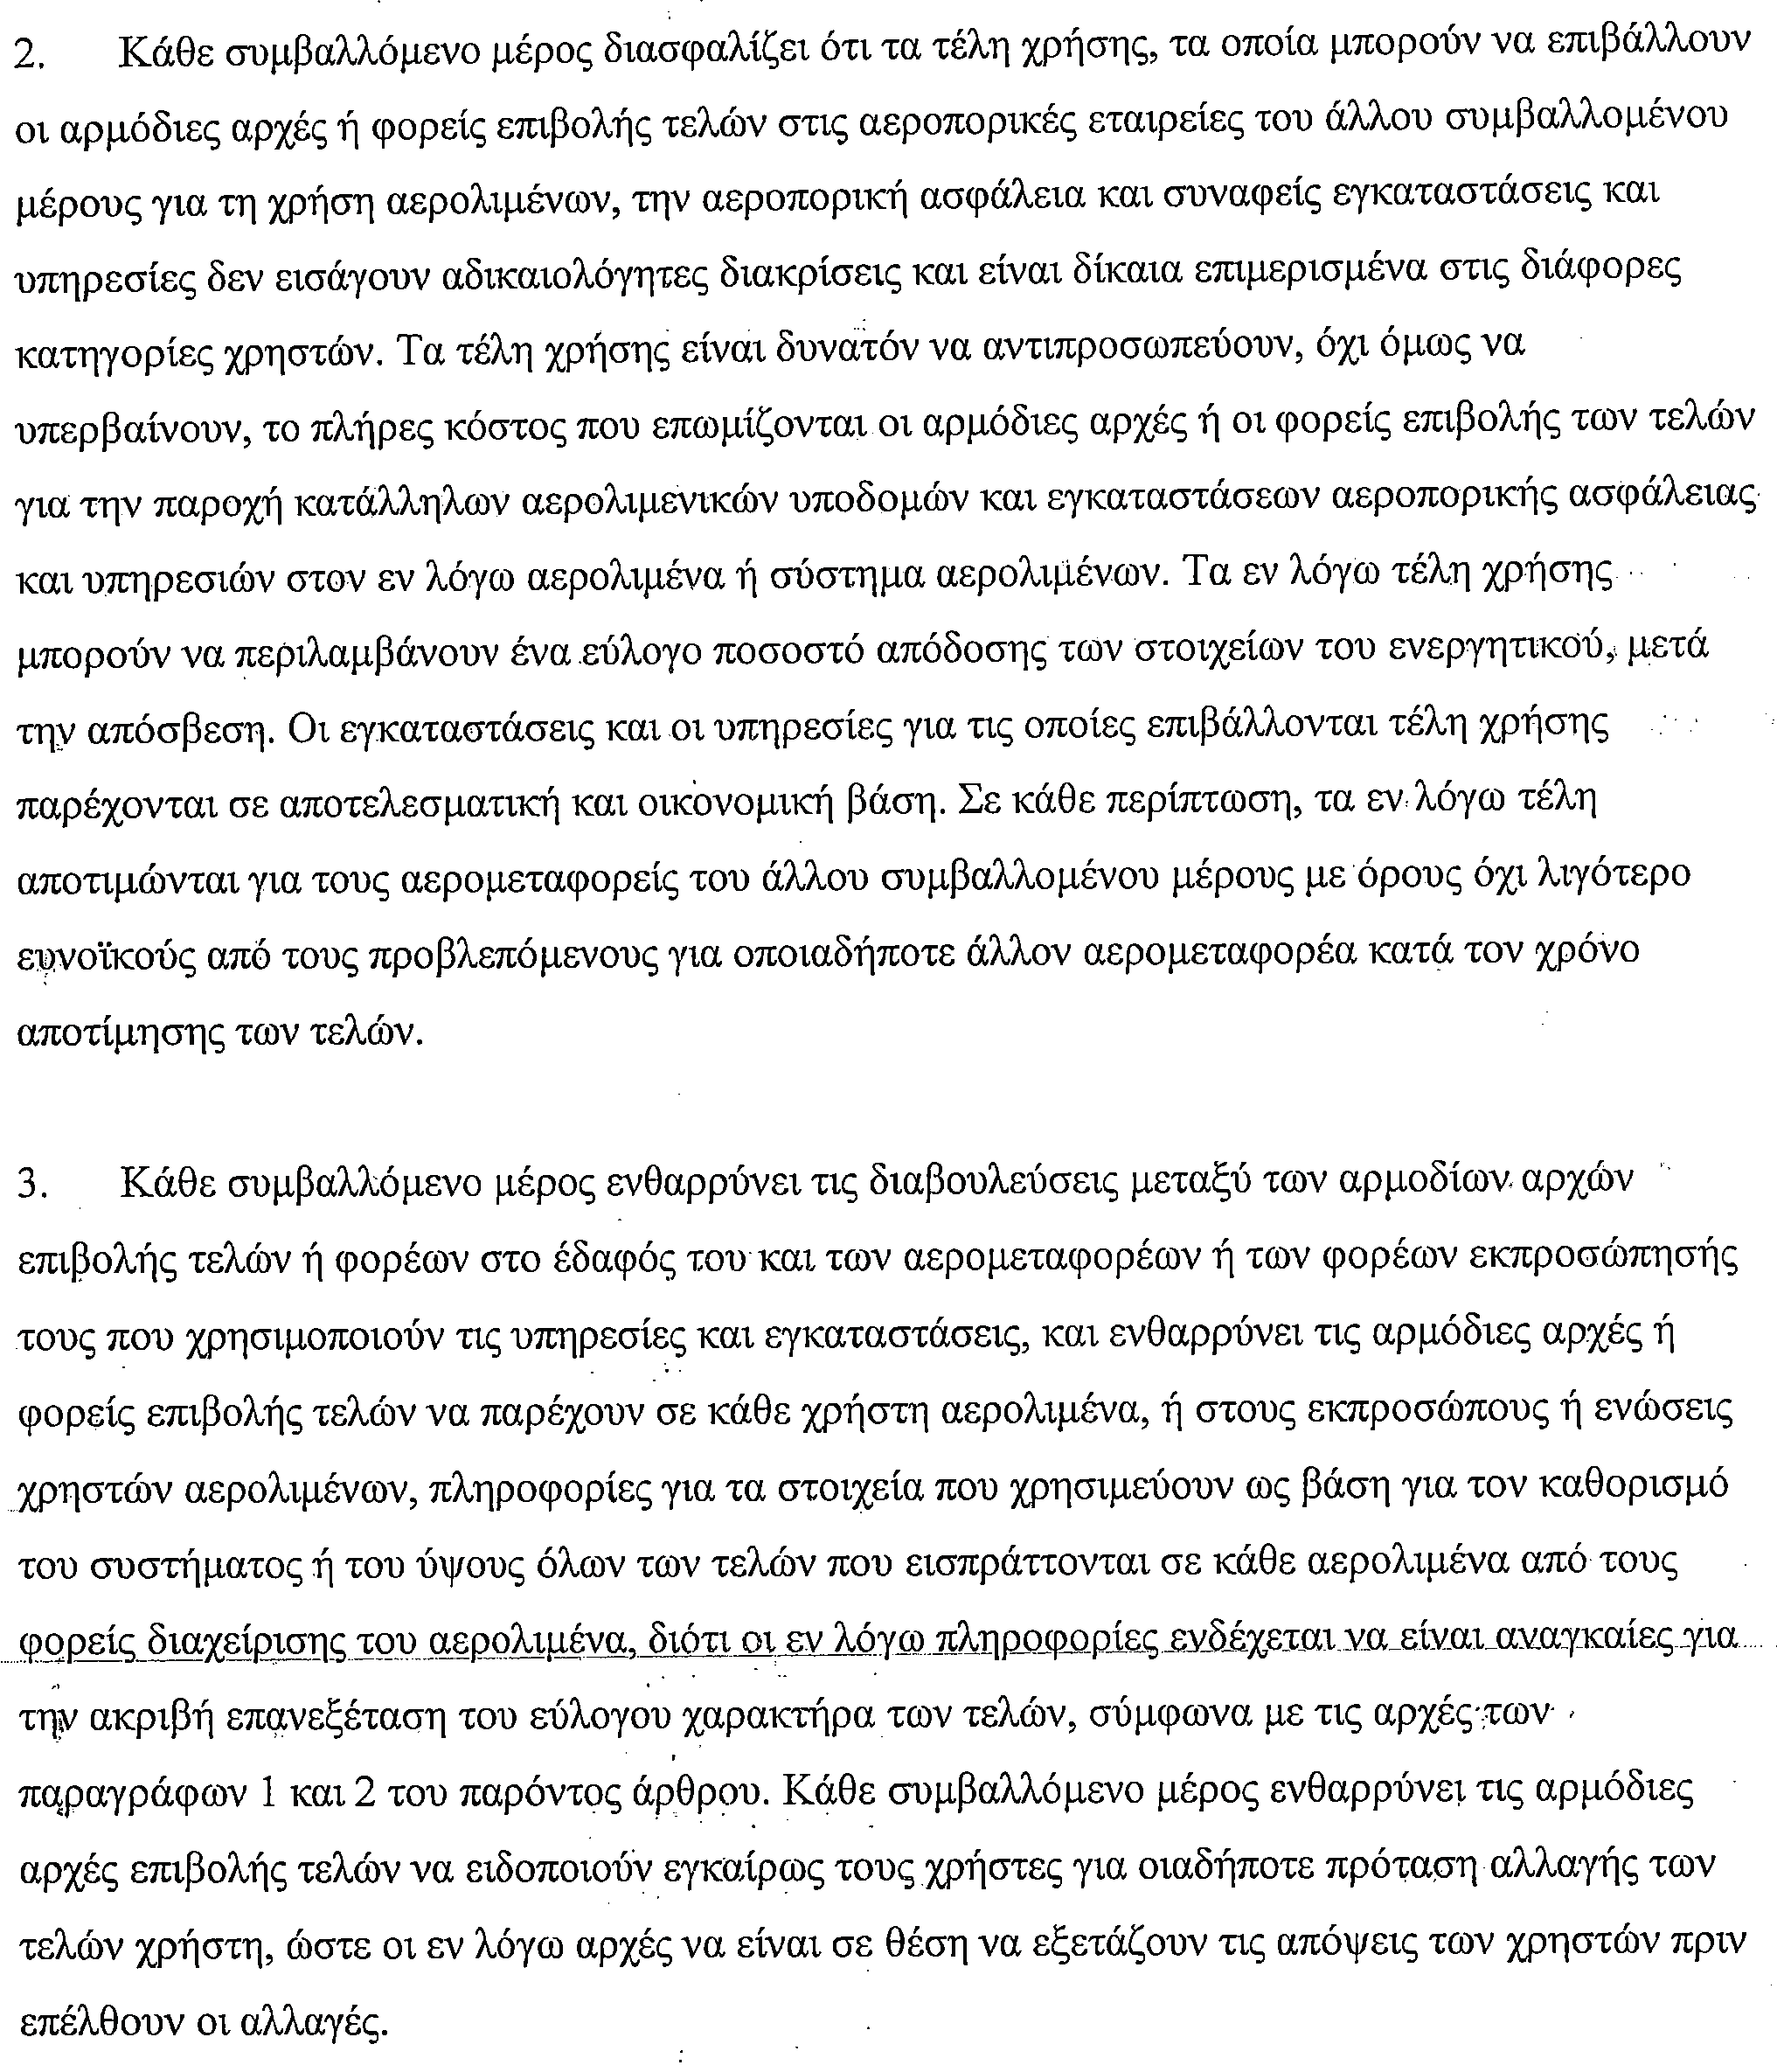 2. Κάθε συμβαλλόμενο μέρος διασφαλίζει ότι τα τέλη χρήσης, τα οποία μπορούν να επιβάλλουν
οι αρμόδιες αρχές ή φορείς επιβολής τελών στις αεροπορικές εταιρείες του άλλου συμβαλλομένου
μέρους για τη χρήση αερολιμένων, την αεροπορική ασφάλεια και συναφείς εγκαταστάσεις και
υπηρεσίες δεν εισάγουν αδικαιολόγητες διακρίσεις και είναι δίκαια επιμερισμένα στις διάφορες
κατηγορίες χρηστών. Τα τέλη χρήσης είναι δυνατόν να αντιπροσωπεύουν, όχι όμως να
υπερβαίνουν, το πλήρες κόστος που επωμίζονται οι αρμόδιες αρχές ή οι φορείς επιβολής των τελών
για την παροχή κατάλληλων αερολιμενικών υποδομών και εγκαταστάσεων αεροπορικής ασφάλειας
και υπηρεσιών στον εν λόγω αερολιμένα ή σύστημα αερολιμένων. Τα εν λόγω τέλη χρήσης
μπορούν να περιλαμβάνουν ένα εύλογο ποσοστό απόδοσης των στοιχείων του ενεργητικού, μετά
την απόσβεση. Οι εγκαταστάσεις και οι υπηρεσίες για τις οποίες επιβάλλονται τέλη χρήσης
παρέχονται σε αποτελεσματική και οικονομική βάση. Σε κάθε περίπτωση, τα εν λόγω τέλη
αποτιμώνται για τους αερομεταφορείς του άλλου συμβαλλομένου μέρους με όρους όχι λιγότερο
ευνοϊκούς από τους προβλεπόμενους για οποιαδήποτε άλλον αερομεταφορέα κατά τον χρόνο
αποτίμησης των τελών.
3. Κάθε συμβαλλόμενο μέρος ενθαρρύνει τις διαβουλεύσεις μεταξύ των αρμοδίων αρχών
επιβολής τελών ή φορέων στο έδαφός του και των αερομεταφορέων ή των φορέων εκπροσώπησής
τους που χρησιμοποιούν τις υπηρεσίες και εγκαταστάσεις, και ενθαρρύνει τις αρμόδιες αρχές ή
φορείς επιβολής τελών να παρέχουν σε κάθε χρήστη αερολιμένα, ή στους εκπροσώπους ή ενώσεις
χρηστών αερολιμένων, πληροφορίες για τα στοιχεία που χρησιμεύουν ως βάση για τον καθορισμό
του συστήματος ή του ύψους όλων των τελών που εισπράττονται σε κάθε αερολιμένα από τους
φορείς διαχείρισης του αερολιμένα, διότι οι εν λόγω πληροφορίες ενδέχεται να είναι αναγκαίες για
την ακριβή επανεξέταση του εύλογου χαρακτήρα των τελών, σύμφωνα με τις αρχές των
παραγράφων 1 και 2 του παρόντος άρθρου. Κάθε συμβαλλόμενο μέρος ενθαρρύνει τις αρμόδιες
αρχές επιβολής τελών να ειδοποιούν εγκαίρως τους χρήστες για οιαδήποτε πρόταση αλλαγής των
τελών χρήστη, ώστε οι εν λόγω αρχές να είναι σε θέση να εξετάζουν τις απόψεις των χρηστών πριν
επέλθουν οι αλλαγές.